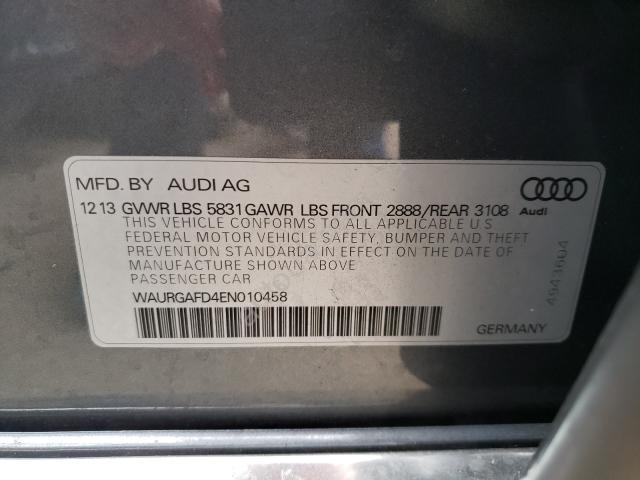 MFD. BY AUDI AG
12 13 GVWR LBS 5831 GAWR LBS FRONT 2888/REAR 3108
Audi
THIS VEHICLE CONFORMS TO ALL APPLICABLE U S
FEDERAL MOTOR VEHICLE SAFETY, BUMPER AND THEFT
PREVENTION STANDARDS IN EFFECT ON THE DATE OF
MANUFACTURE SHOWN ABOVE
PASSENGER CAR
WAURGAFD4EN010458
GERMANY
4943604